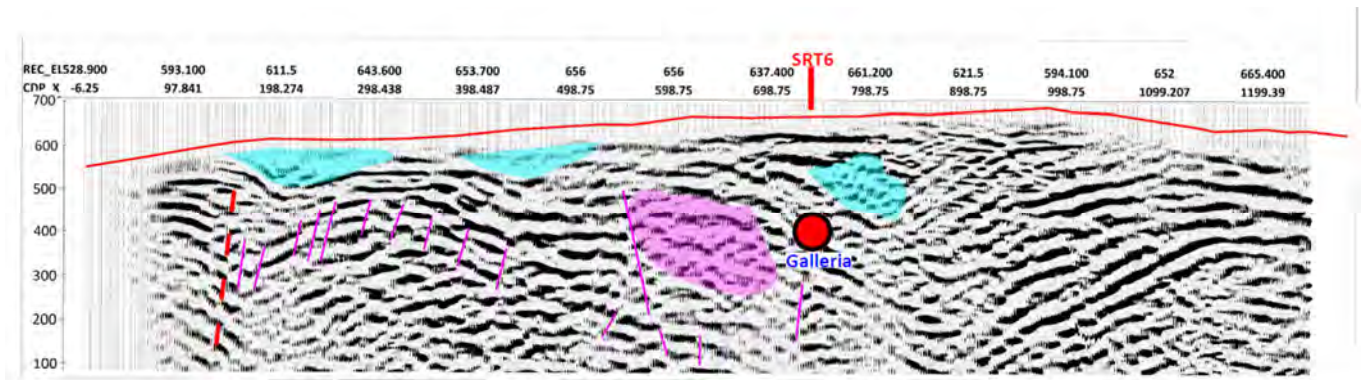 SRT6
REC_EL528.900 593.100 611.5 643.600 653.700 656 656 637.400 661.200 621.5 594.100 652 665.400
CDP_X -6.25 97.841 198.274 298.438 398.487 498.75 598.75 698.75 798.75 898.75 998.75 1099.207 1199.39
700
600
500
400
300
200
100
Galleria